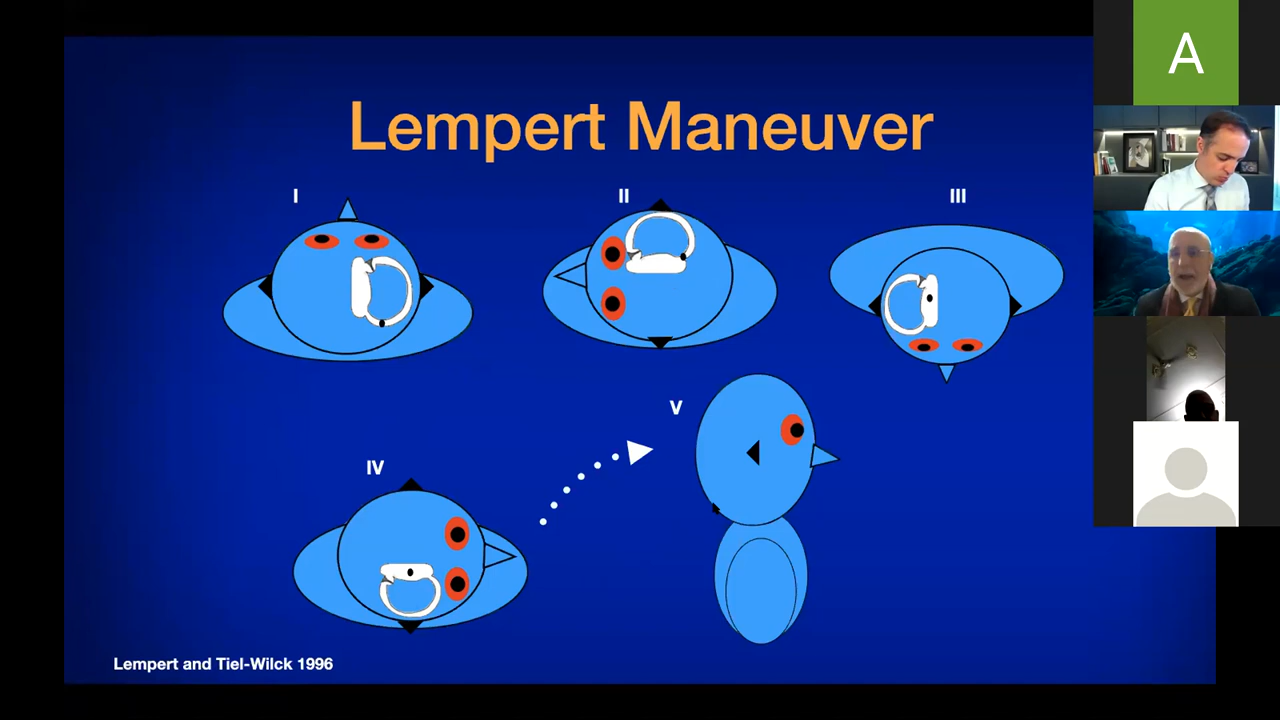 Lempert Maneuver
I
II
III
IV
V
Lempert and Tiel-Wilck 1996
A